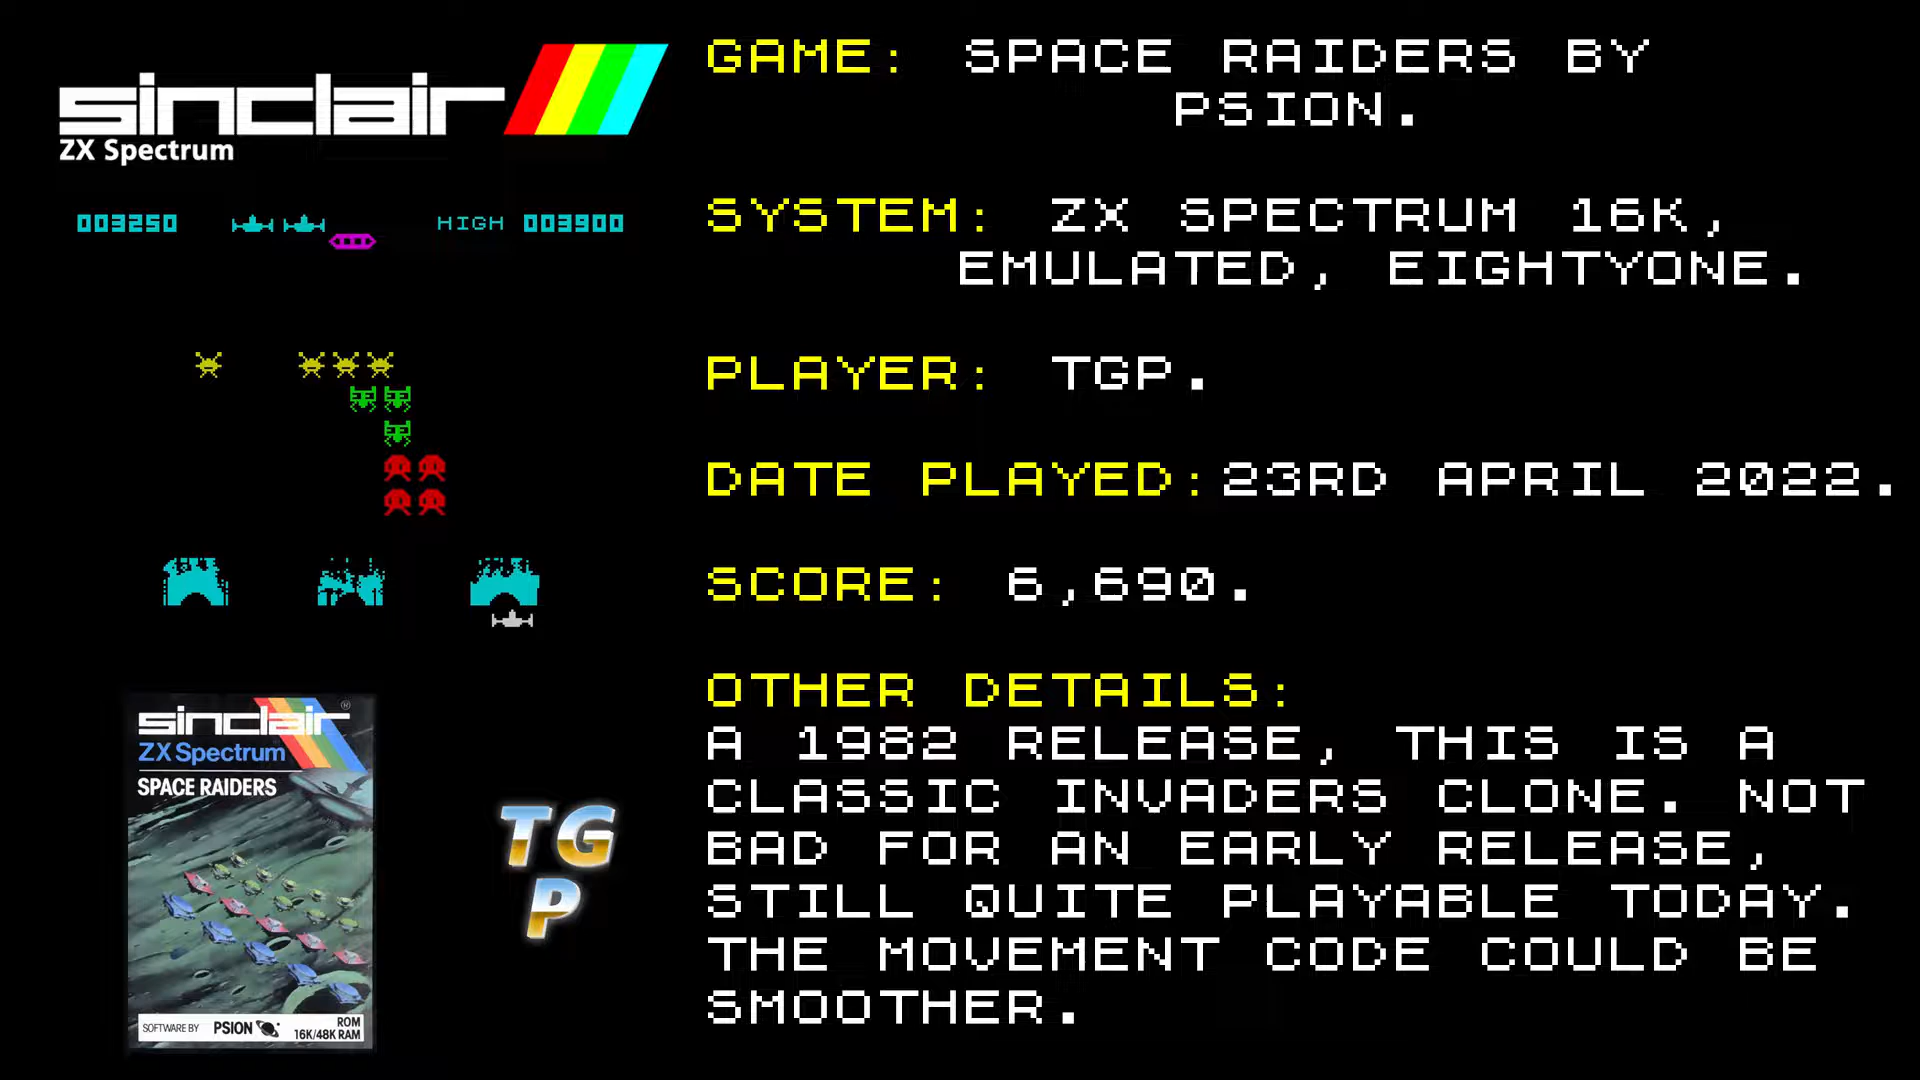 sinclair
ZX Spectrum
003250 HIGH 003900
GAME: SPACE RAIDERS BY
PSION.
SYSTEM: ZX SPECTRUM 16K,
EMULATED, EIGHTYONE.
PLAYER: TGP.
DATE PLAYED:23RD APRIL 2022.
SCORE: 6,690.
OTHER DETAILS:
A 1982 RELEASE, THIS IS A
CLASSIC INVADERS CLONE. NOT
BAD FOR AN EARLY RELEASE,
STILL QUITE PLAYABLE TODAY.
THE MOVEMENT CODE COULD BE
SMOOTHER.
sinclair ®
ZX Spectrum
SPACE RAIDERS
SOFTWARE BY PSION
ROM
16K/48K RAM
TG
P